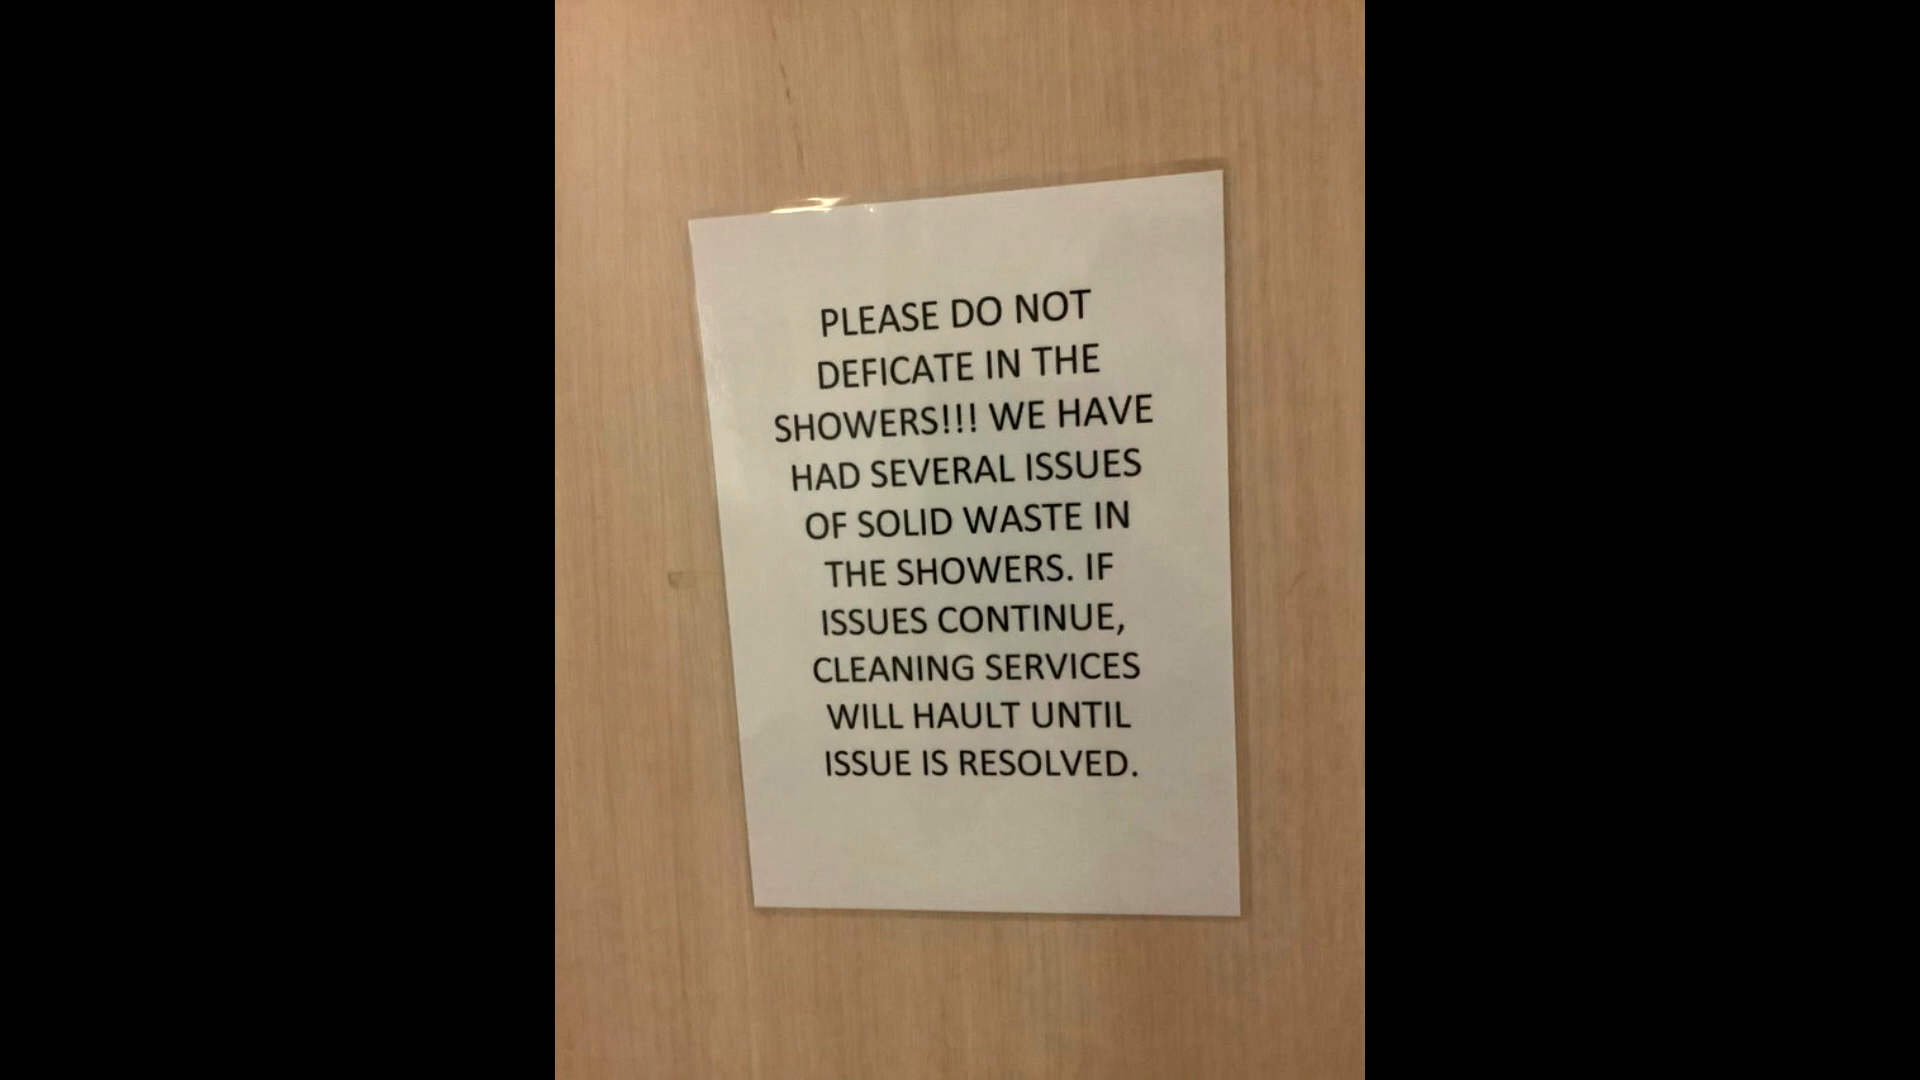 PLEASE DO NOT
DEFICATE IN THE
SHOWERS!!! WE HAVE
HAD SEVERAL ISSUES
OF SOLID WASTE IN
THE SHOWERS. IF
ISSUES CONTINUE,
CLEANING SERVICES
WILL HAULT UNTIL
ISSUE IS RESOLVED.